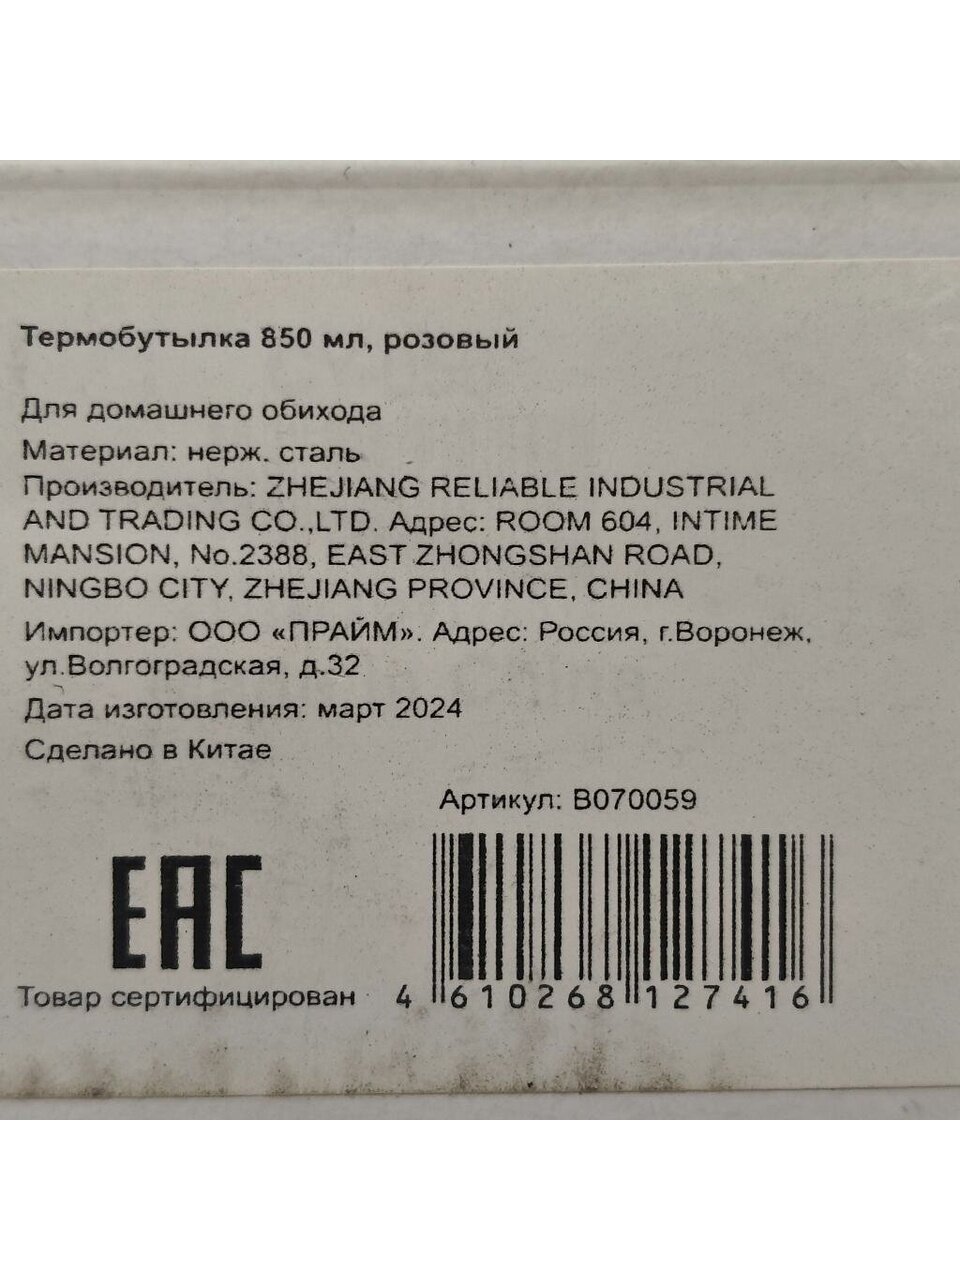 Термобутылка 850 мл, розовый
Для домашнего обихода
Материал: нерж. сталь
Производитель: ZHEJIANG RELIABLE INDUSTRIAL
AND TRADING CO.,LTD. Адрес: ROOM 604, INTIME
MANSION, No.2388, EAST ZHONGSHAN ROAD,
NINGBO CITY, ZHEJIANG PROVINCE, CHINA
Импортер: ООО «ПРАЙМ». Адрес: Россия, г.Воронеж,
ул.Волгоградская, д.32
Дата изготовления: март 2024
Сделано в Китае
Артикул: B070059
EAC
Товар сертифицирован
4 610268 127416